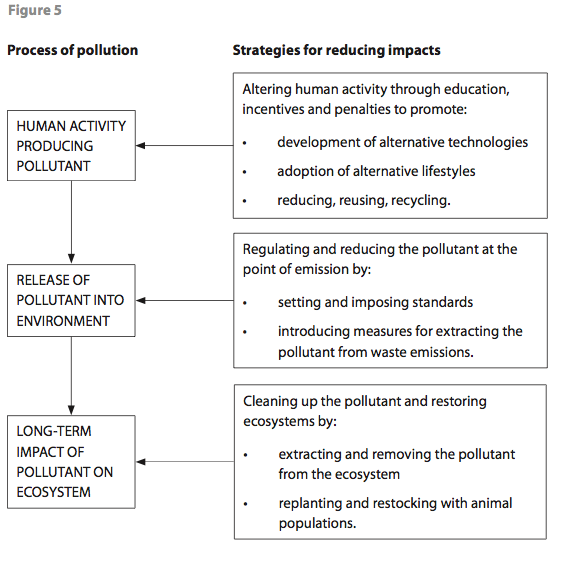 Figure 5
Process of pollution
Strategies for reducing impacts
HUMAN ACTIVITY
PRODUCING
POLLUTANT
Altering human activity through education,
incentives and penalties to promote:
• development of alternative technologies
• adoption of alternative lifestyles
• reducing, reusing, recycling.
RELEASE OF
POLLUTANT INTO
ENVIRONMENT
Regulating and reducing the pollutant at the
point of emission by:
• setting and imposing standards
• introducing measures for extracting the
pollutant from waste emissions.
LONG-TERM
IMPACT OF
POLLUTANT ON
ECOSYSTEM
Cleaning up the pollutant and restoring
ecosystems by:
• extracting and removing the pollutant
from the ecosystem
• replanting and restocking with animal
populations.